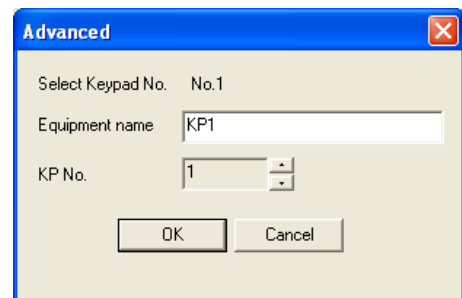 Advanced
Select Keypad No. No.1
Equipment name KP1
KP No. 1
OK Cancel